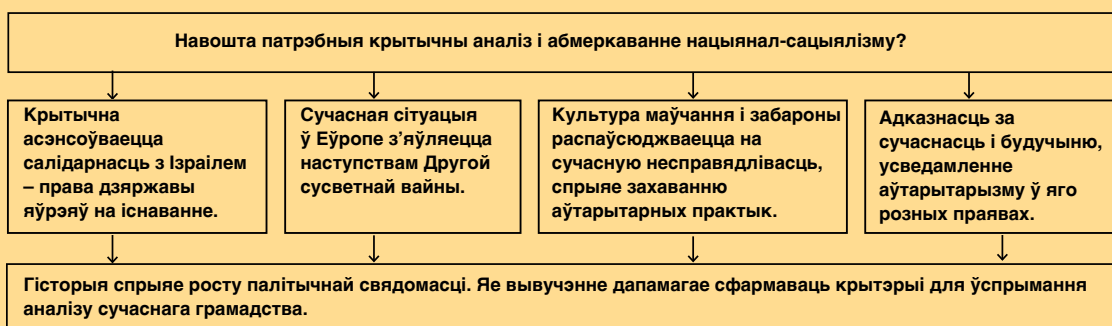 Навошта патрэбныя крытычны аналіз і абмеркаванне нацыянал-сацыялізму?
Крытычна
асэнсоўваецца
салідарнасць з Ізраілем
– права дзяржавы
яўрэяў на існаванне.
Сучасная сітуацыя
ў Еўропе з’яўляецца
наступствам Другой
сусветнай вайны.
Культура маўчання і забароны
распаўсюджваецца на
сучасную несправядлівасць,
спрыяе захаванню
аўтарытарных практык.
Адказнасць за
сучаснасць і будучыню,
усведамленне
аўтарытарызму ў яго
розных праявах.
Гісторыя спрыяе росту палітычнай свядомасці. Яе вывучэнне дапамагае сфармаваць крытэрыі для ўспрымання
аналізу сучаснага грамадства.